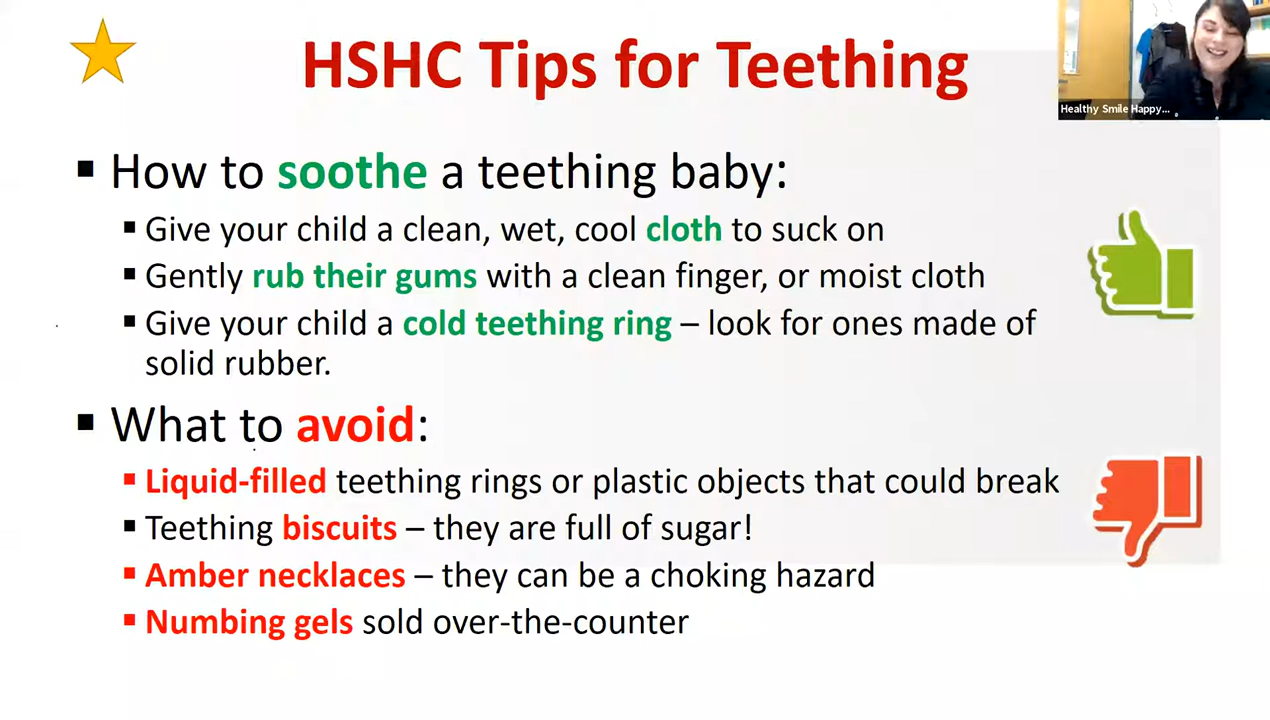 HSHC Tips for Teething
Healthy Smile Happy...
▪ How to soothe a teething baby:
▪ Give your child a clean, wet, cool cloth to suck on
▪ Gently rub their gums with a clean finger, or moist cloth
▪ Give your child a cold teething ring – look for ones made of
solid rubber.
▪ What to avoid:
▪ Liquid-filled teething rings or plastic objects that could break
▪ Teething biscuits – they are full of sugar!
▪ Amber necklaces – they can be a choking hazard
▪ Numbing gels sold over-the-counter